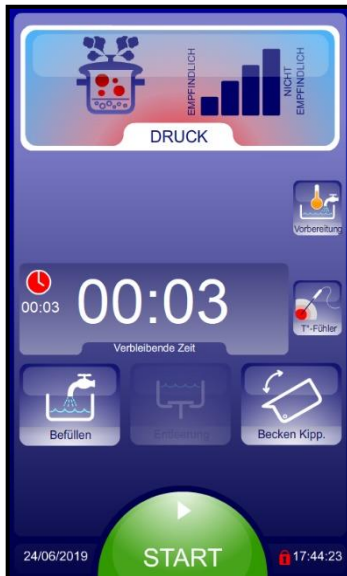 EMPFINDLICH
NICHT
EMPFINDLICH
DRUCK
Vorbereitung
00:03
00:03
Verbleibende Zeit
T°-Fühler
Befüllen
Entleerung
Becken Kipp.
START
24/06/2019
17:44:23